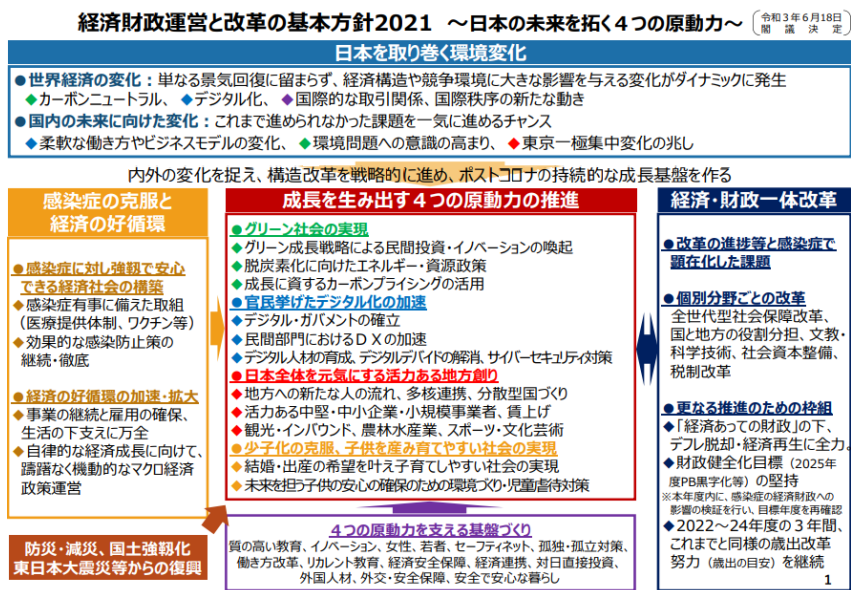 経済財政運営と改革の基本方針2021 ～日本の未来を拓く４つの原動力～
令和３年６月18日
閣議決定
日本を取り巻く環境変化
●世界経済の変化：単なる景気回復に留まらず、経済構造や競争環境に大きな影響を与える変化がダイナミックに発生
◆カーボンニュートラル、 ◆デジタル化、 ◆国際的な取引関係、国際秩序の新たな動き
●国内の未来に向けた変化：これまで進められなかった課題を一気に進めるチャンス
◆柔軟な働き方やビジネスモデルの変化、 ◆環境問題への意識の高まり、 ◆東京一極集中変化の兆し
内外の変化を捉え、構造改革を戦略的に進め、ポストコロナの持続的な成長基盤を作る
感染症の克服と
経済の好循環
●感染症に対し強靱で安心
できる経済社会の構築
◆感染症有事に備えた取組
（医療提供体制、ワクチン等）
◆効果的な感染防止策の
継続・徹底
●経済の好循環の加速・拡大
◆事業の継続と雇用の確保、
生活の下支えに万全
◆自律的な経済成長に向けて、
躊躇なく機動的なマクロ経済
政策運営
防災・減災、国土強靱化
東日本大震災等からの復興
成長を生み出す４つの原動力の推進
●グリーン社会の実現
◆グリーン成長戦略による民間投資・イノベーションの喚起
◆脱炭素化に向けたエネルギー・資源政策
◆成長に資するカーボンプライシングの活用
●官民挙げたデジタル化の加速
◆デジタル・ガバメントの確立
◆民間部門におけるＤＸの加速
◆デジタル人材の育成、デジタルデバイドの解消、サイバーセキュリティ対策
●日本全体を元気にする活力ある地方創り
◆地方への新たな人の流れ、多核連携、分散型国づくり
◆活力ある中堅・中小企業・小規模事業者、賃上げ
◆観光・インバウンド、農林水産業、スポーツ・文化芸術
●少子化の克服、子供を産み育てやすい社会の実現
◆結婚・出産の希望を叶え子育てしやすい社会の実現
◆未来を担う子供の安心の確保のための環境づくり・児童虐待対策
４つの原動力を支える基盤づくり
質の高い教育、イノベーション、女性、若者、セーフティネット、孤独・孤立対策、
働き方改革、リカレント教育、経済安全保障、経済連携、対日直接投資、
外国人材、外交・安全保障、安全で安心な暮らし
経済・財政一体改革
●改革の進捗等と感染症で
顕在化した課題
●個別分野ごとの改革
全世代型社会保障改革、
国と地方の役割分担、文教・
科学技術、社会資本整備、
税制改革
●更なる推進のための枠組
◆「経済あっての財政」の下、
デフレ脱却・経済再生に全力。
◆財政健全化目標（2025年
度PB黒字化等）の堅持
※本年度内に、感染症の経済財政への
影響の検証を行い、目標年度を再確認
◆2022～24年度の３年間、
これまでと同様の歳出改革
努力（歳出の目安）を継続
1